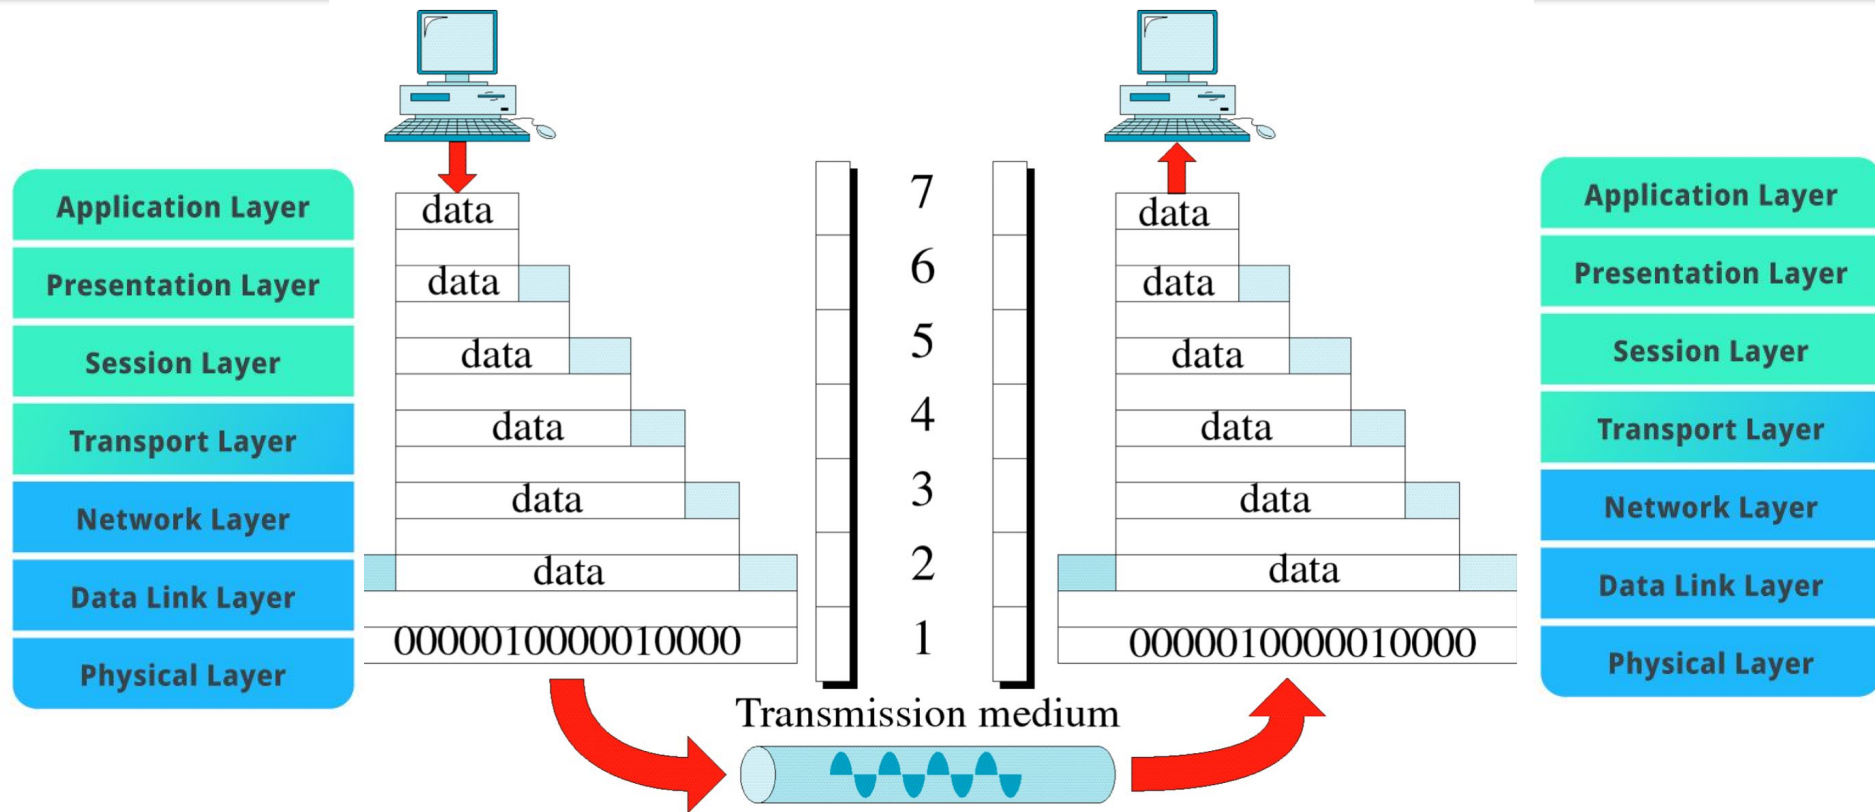 Application Layer
Presentation Layer
Session Layer
Transport Layer
Network Layer
Data Link Layer
Physical Layer
data
data
data
data
data
data
0000010000010000
7
6
5
4
3
2
1
Transmission medium
data
data
data
data
data
data
0000010000010000
Application Layer
Presentation Layer
Session Layer
Transport Layer
Network Layer
Data Link Layer
Physical Layer